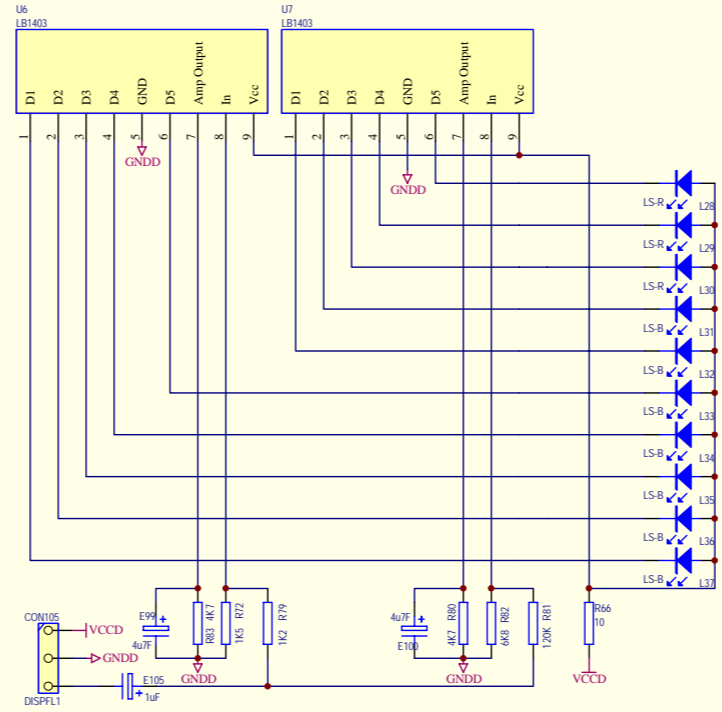 U6
LB1403
U7
LB1403
D1 D2 D3 D4 GND D5 Amp Output In Vcc
D1 D2 D3 D4 GND D5 Amp Output In Vcc
1 2 3 4 5 6 7 8 9
1 2 3 4 5 6 7 8 9
GNDD
GNDD
LS-R L28
LS-R L29
LS-R L30
LS-B L31
LS-B L32
LS-B L33
LS-B L34
LS-B L35
LS-B L36
LS-B L37
CON105
VCCD
GNDD
DISPFL1
E105
1uF
E99
4u7F
R83 4K7
1K5 R72
R79
1K2
GNDD
4u7F
E100
R80
4K7
R82
6K8
R81
120K
GNDD
R66
10
VCCD